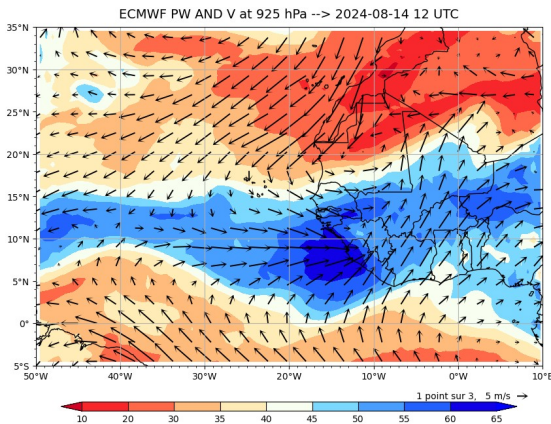 ECMWF PW AND V at 925 hPa --> 2024-08-14 12 UTC
35°N
30°N
25°N
20°N
15°N
10°N
5°N
0°
5°S
50°W 40°W 30°W 20°W 10°W 0°W 10°E
1 point sur 3, 5 m/s
10 20 30 35 40 45 50 55 60 65